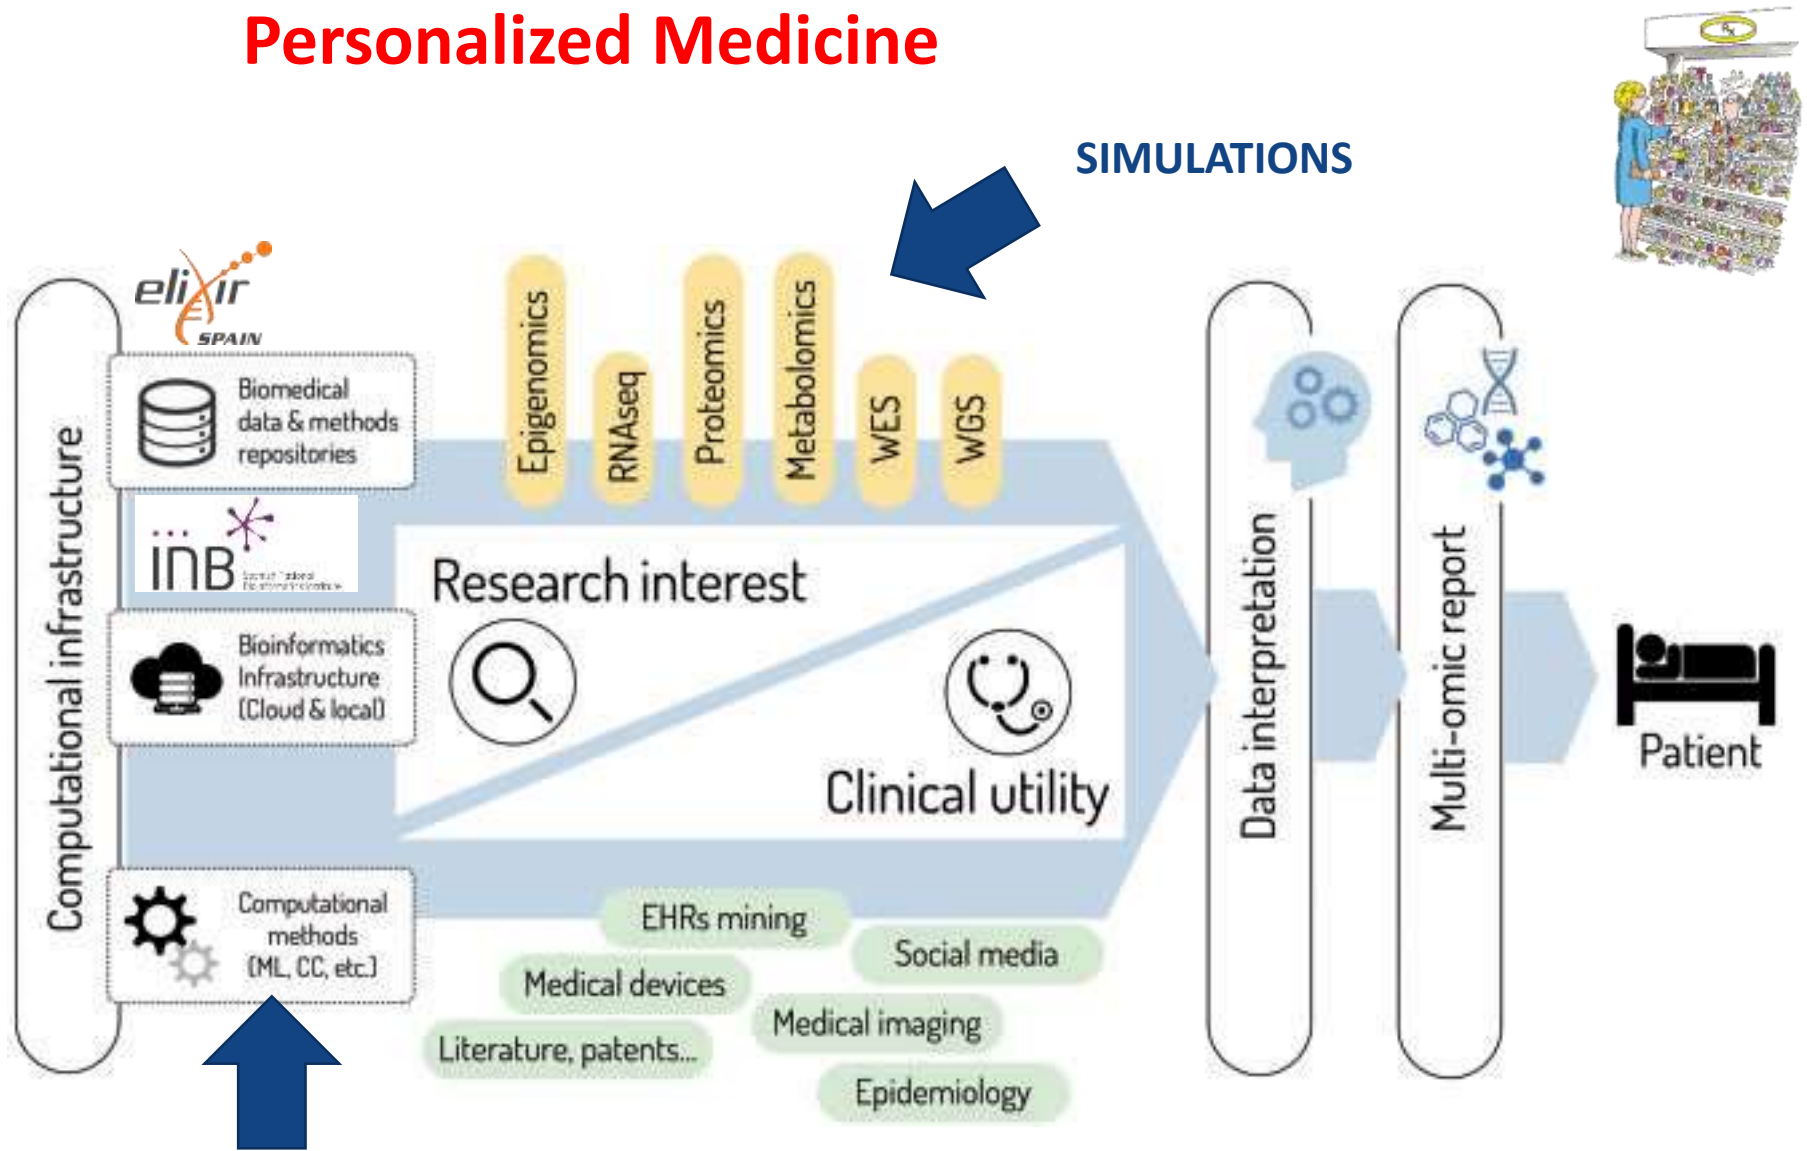 Personalized Medicine
Rx
SIMULATIONS
elixir
SPAIN
Computational infrastructure
Biomedical
data & methods
repositories
INB
Bioinformatics
Infrastructure
(Cloud & local)
Computational
methods
(ML, CC, etc.)
Epigenomics
RNAseq
Proteomics
Metabolomics
WES
WGS
Research interest
Clinical utility
EHRs mining
Social media
Medical devices
Medical imaging
Literature, patents...
Epidemiology
Data interpretation
Multi-omic report
Patient